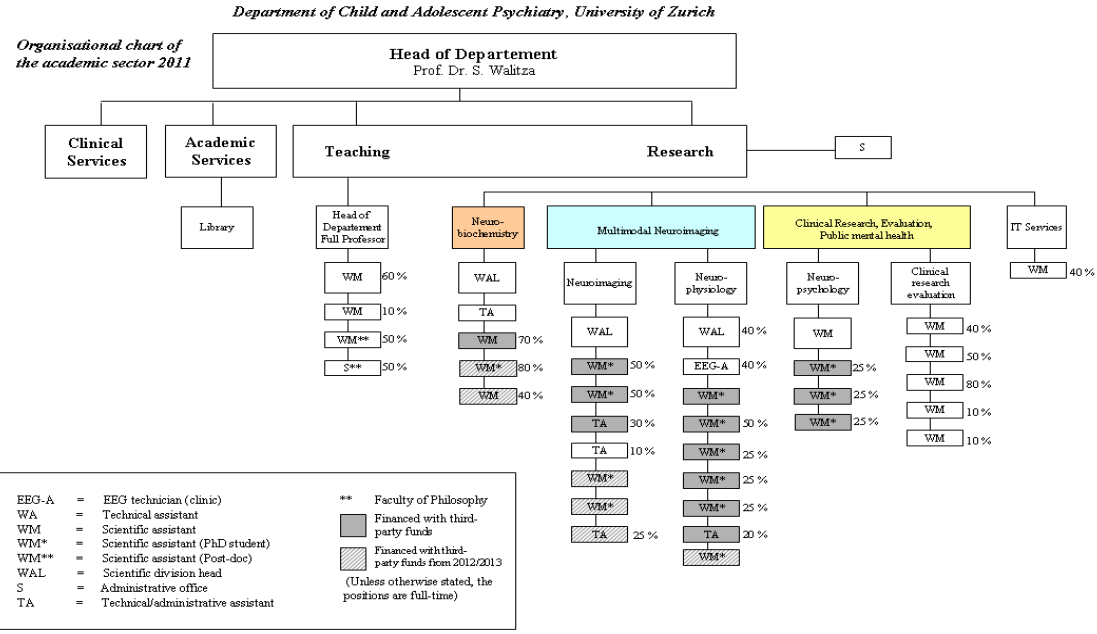 Department of Child and Adolescent Psychiatry, University of Zurich
Organisational chart of
the academic sector 2011
Head of Departement
Prof. Dr. S. Walitza
Clinical
Services
Academic
Services
Teaching
Research
S
Library
Head of
Departement
Full Professor
WM 60 %
WM 10 %
WM** 50 %
S** 50 %
Neuro-
biochemistry
WAL
TA
WM 70 %
WM* 80 %
WM 40 %
Multimodal Neuroimaging
Neuroimaging
WAL
WM* 50 %
WM* 50 %
TA 30 %
TA 10 %
WM*
WM*
TA 25 %
Neuro-
physiology
WAL 40 %
EEG-A 40 %
WM*
WM* 50 %
WM* 25 %
WM* 25 %
WM* 25 %
TA 20 %
WM*
Clinical Research, Evaluation,
Public mental health
Neuro-
psychology
WM
WM* 25 %
WM* 25 %
WM* 25 %
Clinical
research
evaluation
WM 40 %
WM 50 %
WM 80 %
WM 10 %
WM 10 %
IT Services
WM 40 %
EEG-A = EEG technician (clinic)
WA = Technical assistant
WM = Scientific assistant
WM* = Scientific assistant (PhD student)
WM** = Scientific assistant (Post-doc)
WAL = Scientific division head
S = Administrative office
TA = Technical/administrative assistant
** Faculty of Philosophy
Financed with third-
party funds
Financed with third-
party funds from 2012/2013
(Unless otherwise stated, the
positions are full-time)